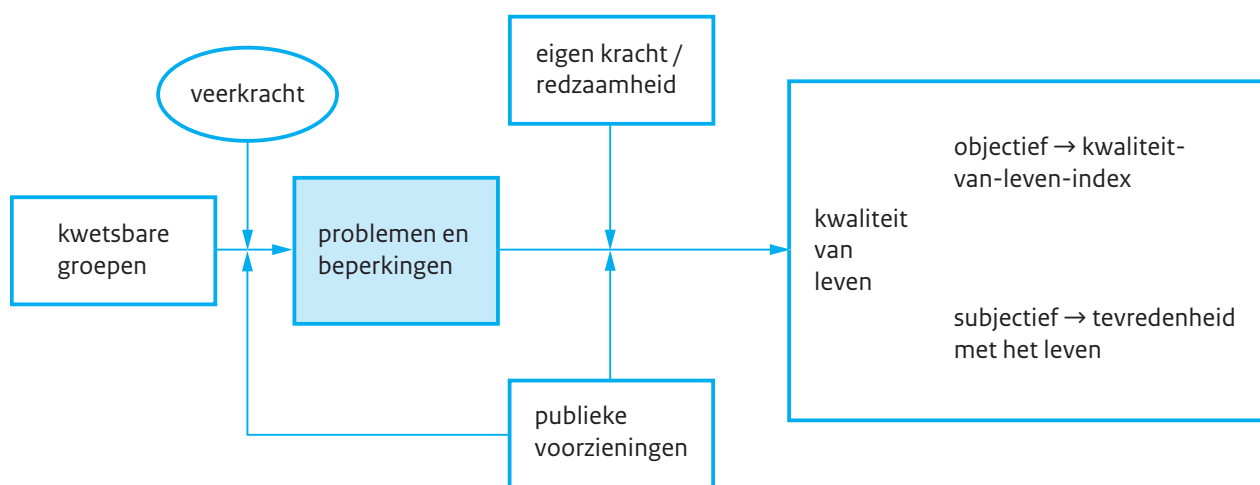 eigen kracht /
redzaamheid
veerkracht
objectief → kwaliteit-
van-leven-index
kwetsbare
groepen
problemen en
beperkingen
kwaliteit
van
leven
subjectief → tevredenheid
met het leven
publieke
voorzieningen